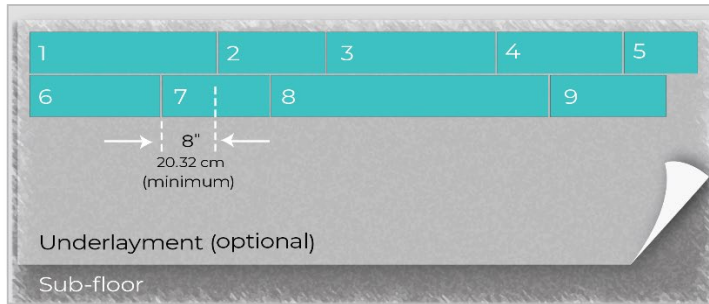 1 2 3 4 5
6 7 8 9
8"
20.32 cm
(minimum)
Underlayment (optional)
Sub-floor